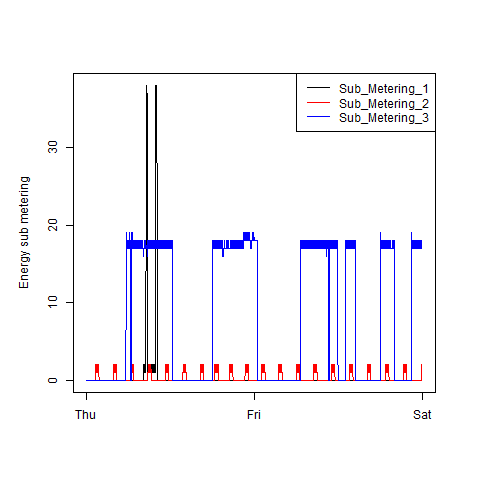 Sub_Metering_1
Sub_Metering_2
Sub_Metering_3
Energy sub metering
30
20
10
0
Thu Fri Sat